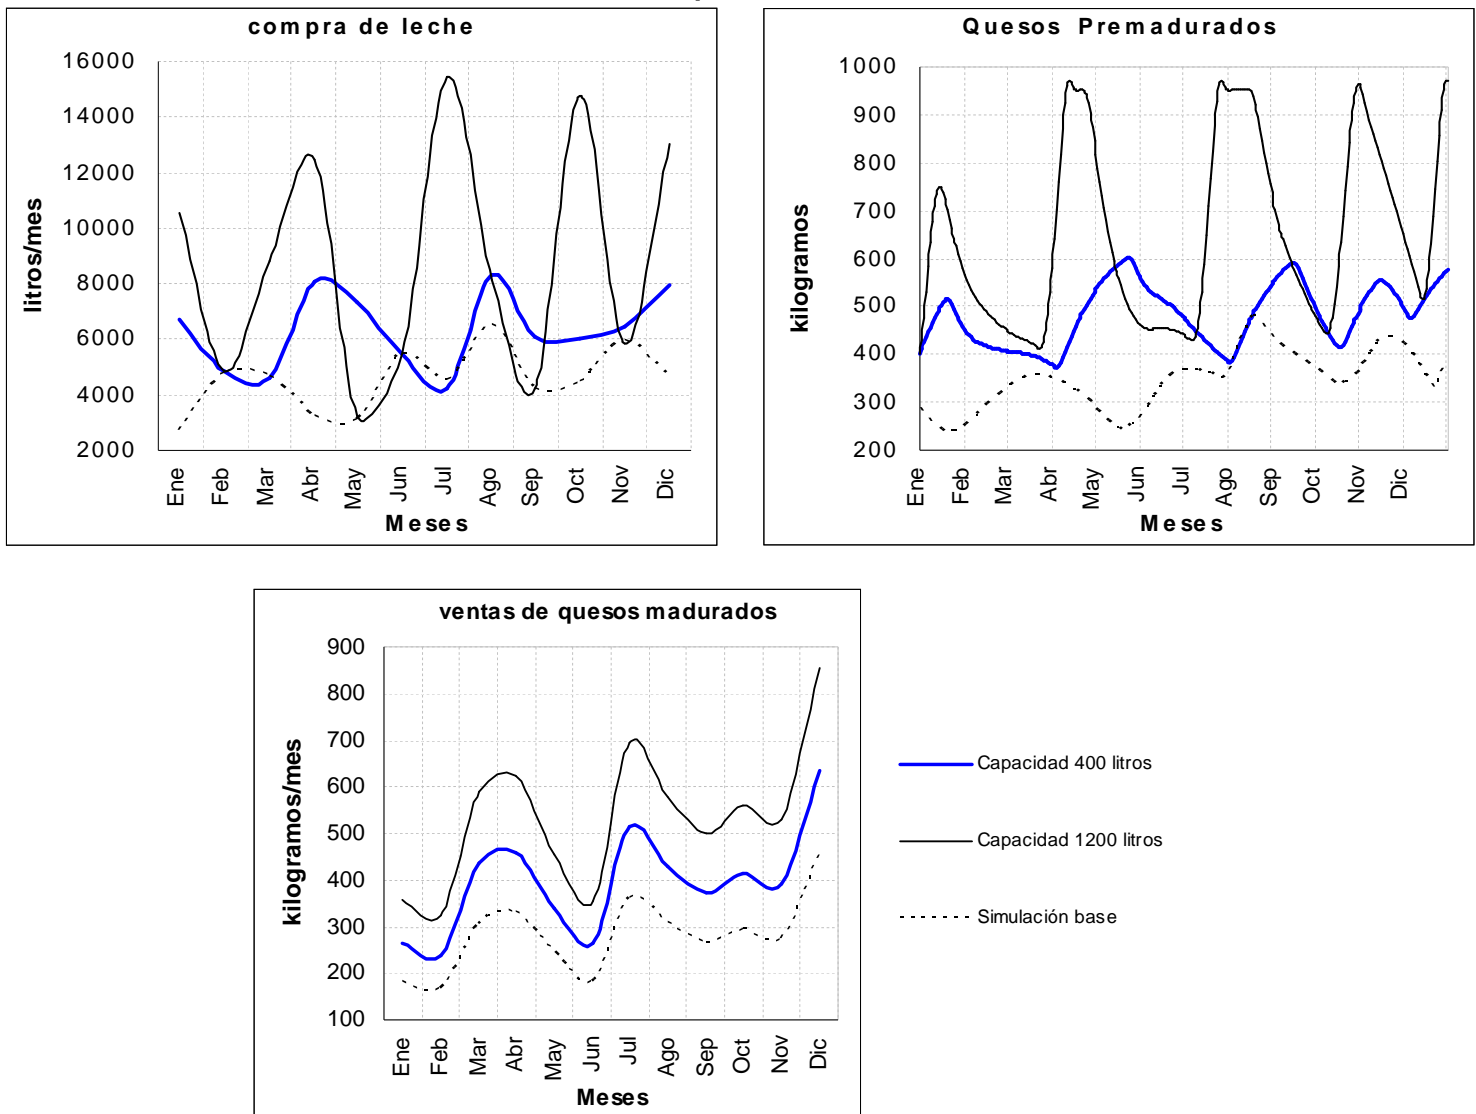 compra de leche
16000
14000
12000
10000
8000
6000
4000
2000
litros/mes
Ene Feb Mar Abr May Jun Jul Ago Sep Oct Nov Dic
Meses
Quesos Premadurados
1000
900
800
700
600
500
400
300
200
kilogramos
Ene Feb Mar Abr May Jun Jul Ago Sep Oct Nov Dic
Meses
ventas de quesos madurados
900
800
700
600
500
400
300
200
100
kilogramos/mes
Ene Feb Mar Abr May Jun Jul Ago Sep Oct Nov Dic
Meses
Capacidad 400 litros
Capacidad 1200 litros
Simulación base